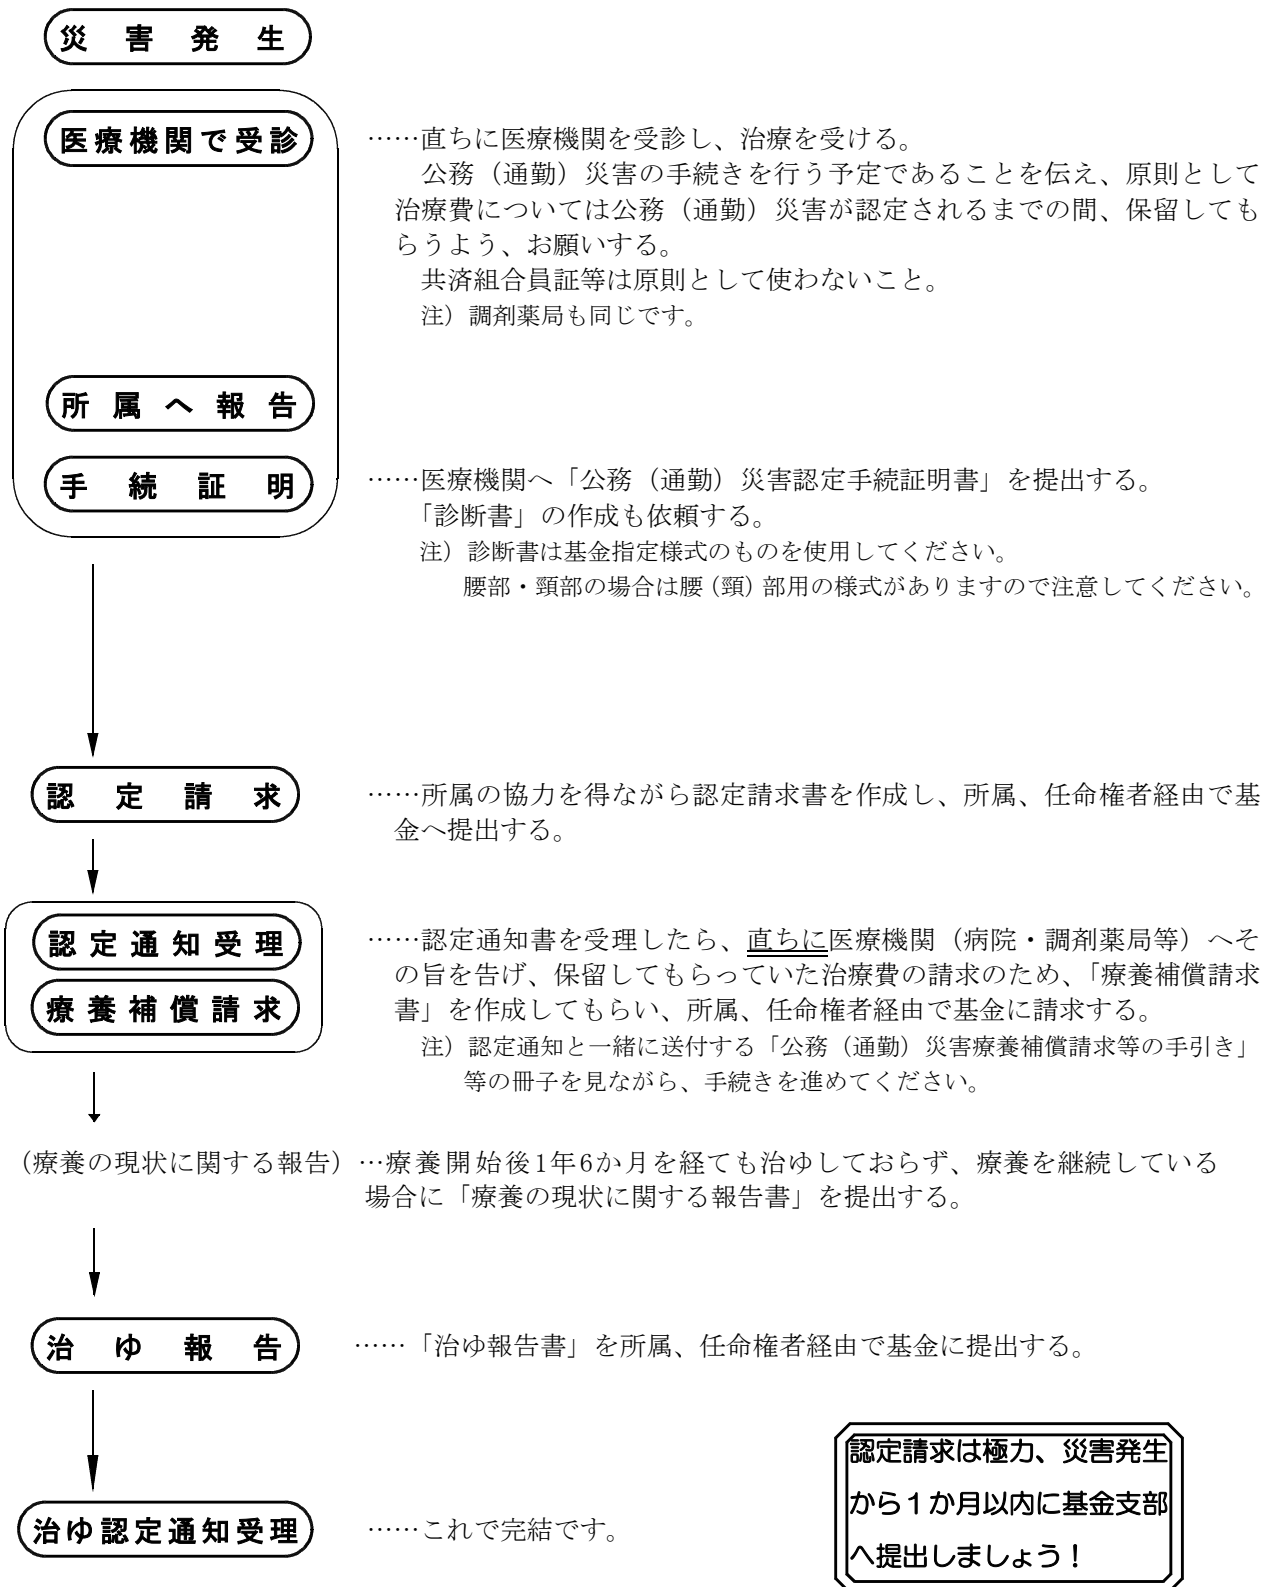 災害発生
医療機関で受診
……直ちに医療機関を受診し、治療を受ける。
公務（通勤）災害の手続きを行う予定であることを伝え、原則として
治療費については公務（通勤）災害が認定されるまでの間、保留しても
らうよう、お願いする。
共済組合員証等は原則として使わないこと。
注）調剤薬局も同じです。
所属へ報告
手続証明
……医療機関へ「公務（通勤）災害認定手続証明書」を提出する。
「診断書」の作成も依頼する。
注）診断書は基金指定様式のものを使用してください。
腰部・頸部の場合は腰（頸）部用の様式がありますので注意してください。
認定請求
……所属の協力を得ながら認定請求書を作成し、所属、任命権者経由で基
金へ提出する。
認定通知受理
療養補償請求
……認定通知書を受理したら、直ちに医療機関（病院・調剤薬局等）へそ
の旨を告げ、保留してもらっていた治療費の請求のため、「療養補償請求
書」を作成してもらい、所属、任命権者経由で基金に請求する。
注）認定通知と一緒に送付する「公務（通勤）災害療養補償請求等の手引き」
等の冊子を見ながら、手続きを進めてください。
（療養の現状に関する報告）…療養開始後1年6か月を経ても治ゆしておらず、療養を継続している
場合に「療養の現状に関する報告書」を提出する。
治ゆ報告
……「治ゆ報告書」を所属、任命権者経由で基金に提出する。
治ゆ認定通知受理
……これで完結です。
認定請求は極力、災害発生
から１か月以内に基金支部
へ提出しましょう！